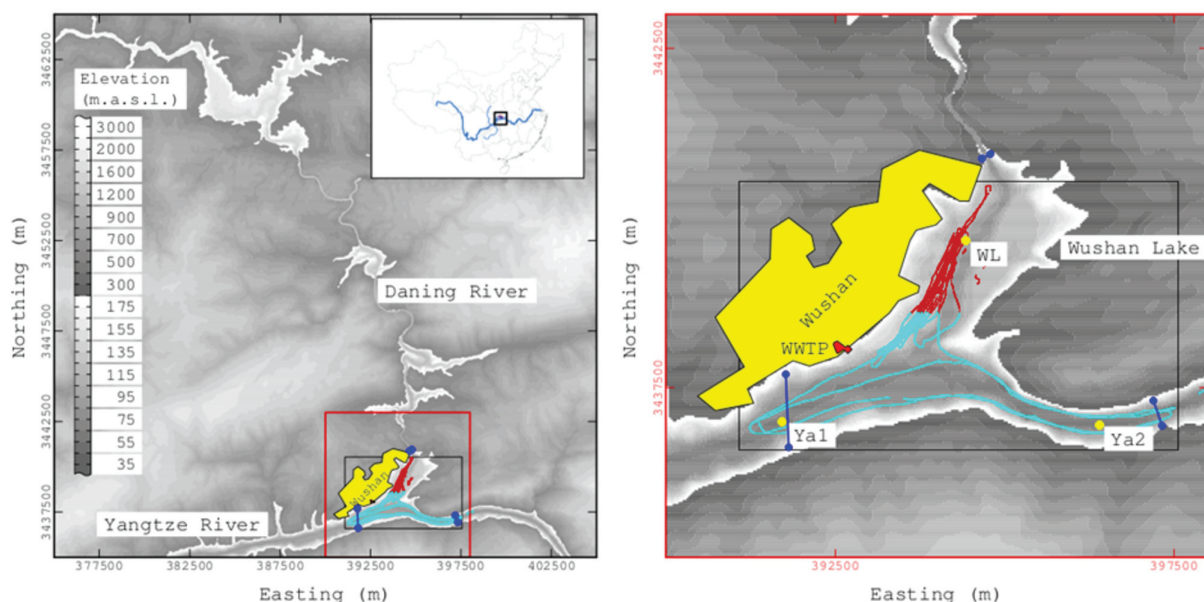 3462500
3457500
3452500
3447500
3442500
3437500
Northing (m)
Elevation
(m.a.s.l.)
3000
2000
1600
1200
900
700
500
300
175
155
135
115
95
75
55
35
Daning River
Wushan
Yangtze River
377500
382500
387500
392500
397500
402500
Easting (m)
3442500
3437500
Northing (m)
WL
Wushan Lake
Wushan
WWTP
Ya1
Ya2
392500
397500
Easting (m)